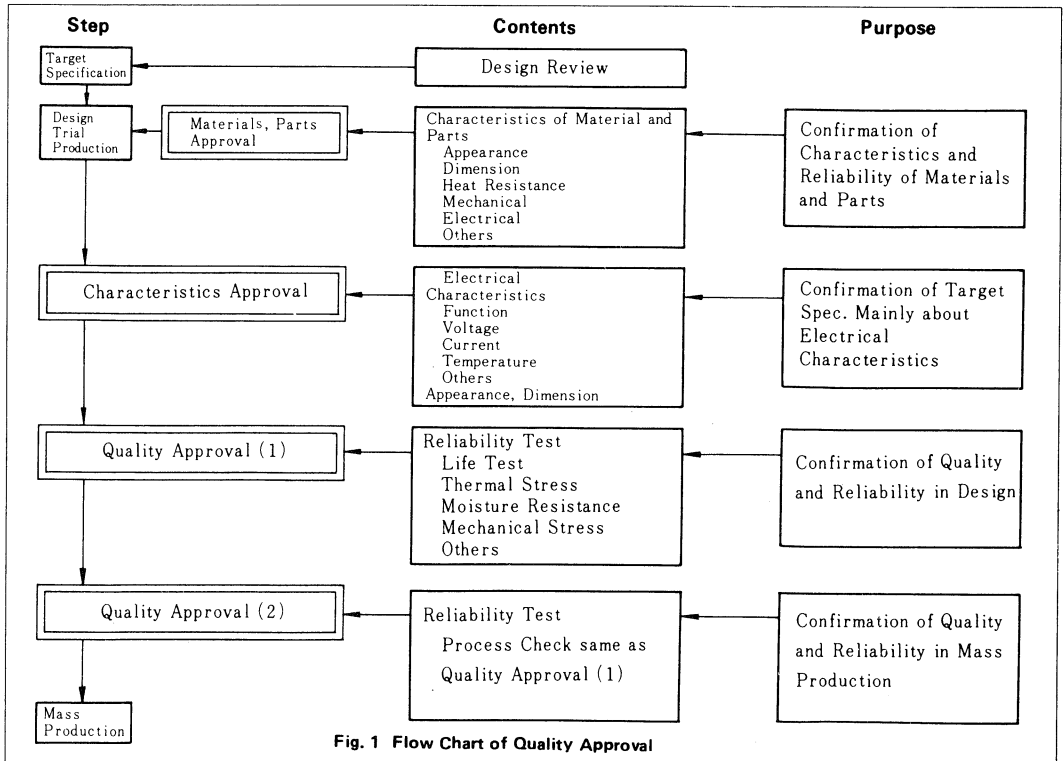 Step
Contents
Purpose
Target
Specification
Design Review
Design
Trial
Production
Materials, Parts
Approval
Characteristics of Material and
Parts
Appearance
Dimension
Heat Resistance
Mechanical
Electrical
Others
Confirmation of
Characteristics and
Reliability of Materials
and Parts
Characteristics Approval
Electrical
Characteristics
Function
Voltage
Current
Temperature
Others
Appearance, Dimension
Confirmation of Target
Spec. Mainly about
Electrical
Characteristics
Quality Approval (1)
Reliability Test
Life Test
Thermal Stress
Moisture Resistance
Mechanical Stress
Others
Confirmation of Quality
and Reliability in Design
Quality Approval (2)
Reliability Test
Process Check same as
Quality Approval (1)
Confirmation of Quality
and Reliability in Mass
Production
Mass
Production
Fig. 1 Flow Chart of Quality Approval